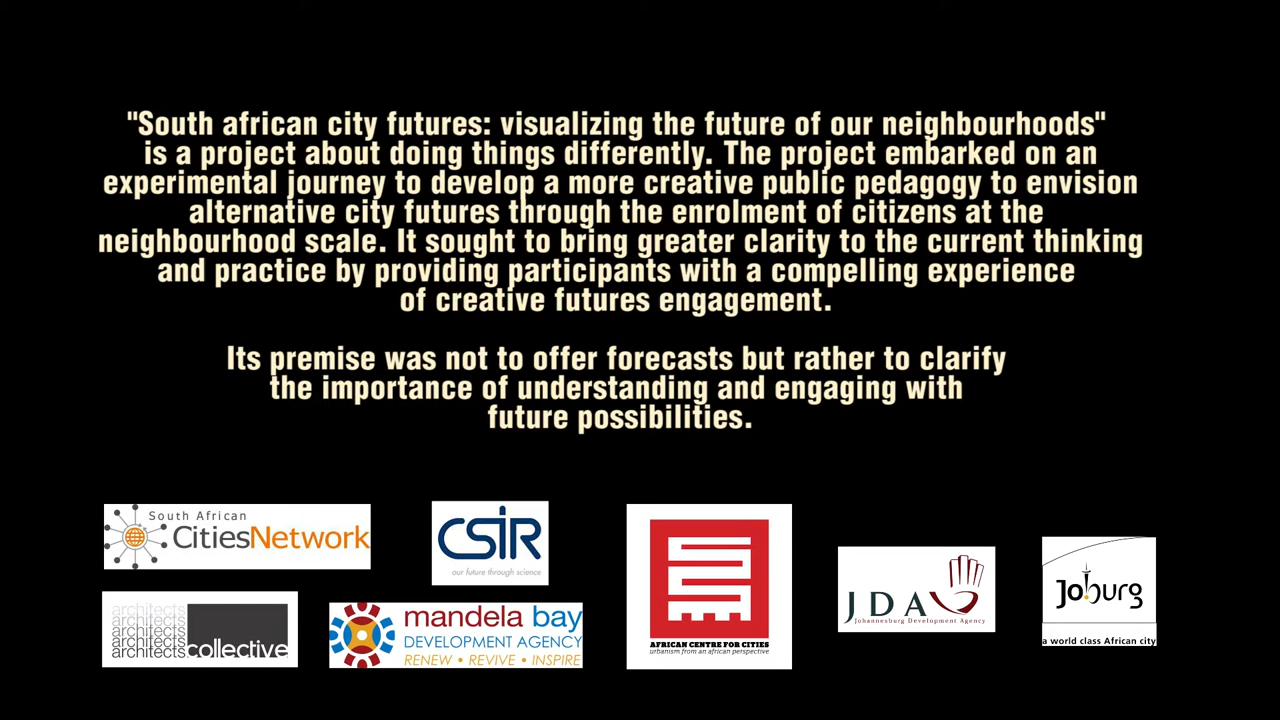 "South african city futures: visualizing the future of our neighbourhoods"
is a project about doing things differently. The project embarked on an
experimental journey to develop a more creative public pedagogy to envision
alternative city futures through the enrolment of citizens at the
neighbourhood scale. It sought to bring greater clarity to the current thinking
and practice by providing participants with a compelling experience
of creative futures engagement.
Its premise was not to offer forecasts but rather to clarify
the importance of understanding and engaging with
future possibilities.
South African
CitiesNetwork
CSIR
our future through science
architects
architects
architects
architects
architects
collective
mandela bay
DEVELOPMENT AGENCY
RENEW • REVIVE • INSPIRE
AFRICAN CENTRE FOR CITIES
urbanism from an african perspective
JDA
Johannesburg Development Agency
Joburg
a world class African city